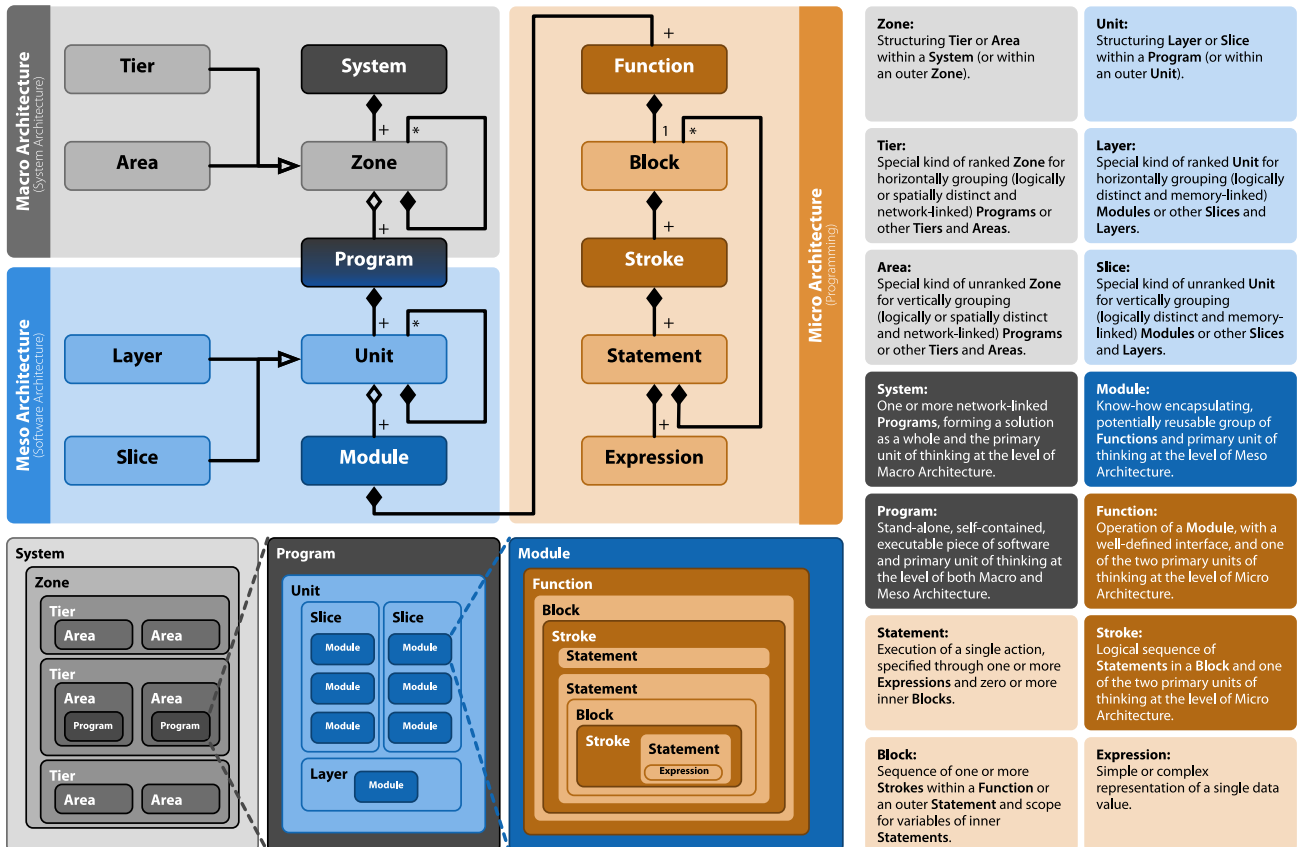 Macro Architecture
(System Architecture)
Tier
System
Area
Zone
+
*
+
Program
Meso Architecture
(Software Architecture)
+
*
Layer
Unit
+
Slice
Module
Micro Architecture
(Programming)
+
Function
1
*
Block
+
Stroke
+
Statement
+
Expression
System
Zone
Tier
Area
Area
Tier
Area
Area
Program
Program
Tier
Area
Area
Program
Unit
Slice
Slice
Module
Module
Module
Module
Module
Module
Layer
Module
Module
Function
Block
Stroke
Statement
Statement
Block
Stroke
Statement
Expression
Zone:
Structuring Tier or Area
within a System (or within
an outer Zone).
Unit:
Structuring Layer or Slice
within a Program (or within
an outer Unit).
Tier:
Special kind of ranked Zone for
horizontally grouping (logically
or spatially distinct and
network-linked) Programs or
other Tiers and Areas.
Layer:
Special kind of ranked Unit for
horizontally grouping (logically
distinct and memory-linked)
Modules or other Slices and
Layers.
Area:
Special kind of unranked Zone
for vertically grouping
(logically or spatially distinct
and network-linked) Programs
or other Tiers and Areas.
Slice:
Special kind of unranked Unit
for vertically grouping
(logically distinct and memory-
linked) Modules or other Slices
and Layers.
System:
One or more network-linked
Programs, forming a solution
as a whole and the primary
unit of thinking at the level of
Macro Architecture.
Module:
Know-how encapsulating,
potentially reusable group of
Functions and primary unit of
thinking at the level of Meso
Architecture.
Program:
Stand-alone, self-contained,
executable piece of software
and primary unit of thinking at
the level of both Macro and
Meso Architecture.
Function:
Operation of a Module, with a
well-defined interface, and one
of the two primary units of
thinking at the level of Micro
Architecture.
Statement:
Execution of a single action,
specified through one or more
Expressions and zero or more
inner Blocks.
Stroke:
Logical sequence of
Statements in a Block and one
of the two primary units of
thinking at the level of Micro
Architecture.
Block:
Sequence of one or more
Strokes within a Function or
an outer Statement and scope
for variables of inner
Statements.
Expression:
Simple or complex
representation of a single data
value.